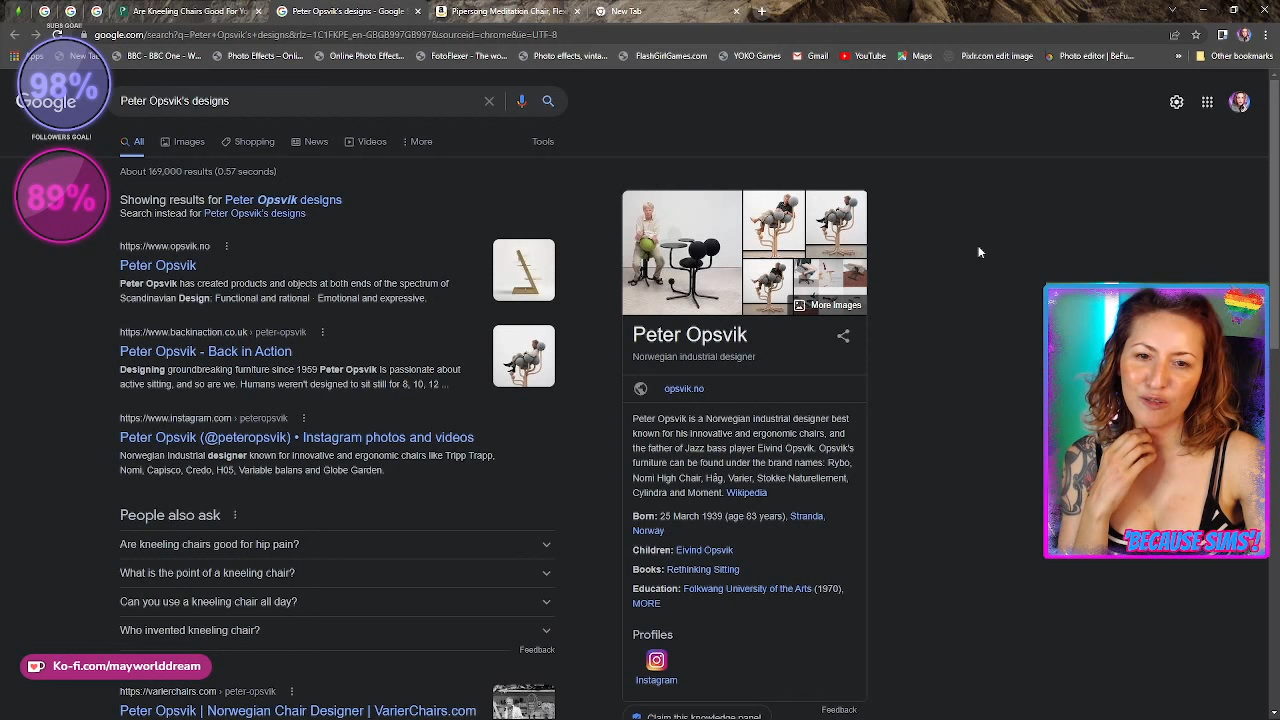 SUBS GOAL!
98%
FOLLOWERS GOAL!
89%
Are Kneeling Chairs Good For Yo
Peter Opsvik's designs - Google
Pipersong Meditation Chair, Flex
New Tab
google.com/search?q=Peter+Opsvik's+designs&rlz=1C1FKPE_en-GBGB997GB997&sourceid=chrome&ie=UTF-8
Apps
New Tab
BBC - BBC One - W...
Photo Effects – Onli...
Online Photo Effect...
FotoFlexer - The wo...
Photo effects, vinta...
FlashGirlGames.com
YOKO Games
Gmail
YouTube
Maps
Pixlr.com image editor
Photo editor | BeFu...
Other bookmarks
Google
Peter Opsvik's designs
All
Images
Shopping
News
Videos
More
Tools
About 169,000 results (0.57 seconds)
Showing results for Peter Opsvik designs
Search instead for Peter Opsvik's designs
https://www.opsvik.no
Peter Opsvik
Peter Opsvik has created products and objects at both ends of the spectrum of
Scandinavian Design: Functional and rational · Emotional and expressive.
https://www.backinaction.co.uk › peter-opsvik
Peter Opsvik - Back in Action
Designing groundbreaking furniture since 1959 Peter Opsvik is passionate about
active sitting, and so are we. Humans weren't designed to sit still for 8, 10, 12 ...
https://www.instagram.com › peteropsvik
Peter Opsvik (@peteropsvik) • Instagram photos and videos
Norwegian Industrial designer known for innovative and ergonomic chairs like Tripp Trapp,
Nomi, Capisco, Credo, H05, Variable balans and Globe Garden.
People also ask
Are kneeling chairs good for hip pain?
What is the point of a kneeling chair?
Can you use a kneeling chair all day?
Who invented kneeling chair?
Feedback
Ko-fi.com/mayworlddream
https://varierchairs.com › peter-opsvik
Peter Opsvik | Norwegian Chair Designer | VarierChairs.com
More images
Peter Opsvik
Norwegian industrial designer
opsvik.no
Peter Opsvik is a Norwegian industrial designer best
known for his innovative and ergonomic chairs, and
the father of Jazz bass player Eivind Opsvik. Opsvik's
furniture can be found under the brand names: Rybo,
Nomi High Chair, Håg, Varier, Stokke Naturellement,
Cylindra and Moment. Wikipedia
Born: 25 March 1939 (age 83 years), Stranda,
Norway
Children: Eivind Opsvik
Books: Rethinking Sitting
Education: Folkwang University of the Arts (1970),
MORE
Profiles
Instagram
Feedback
Claim this knowledge panel
'BECAUSE SIMS'!